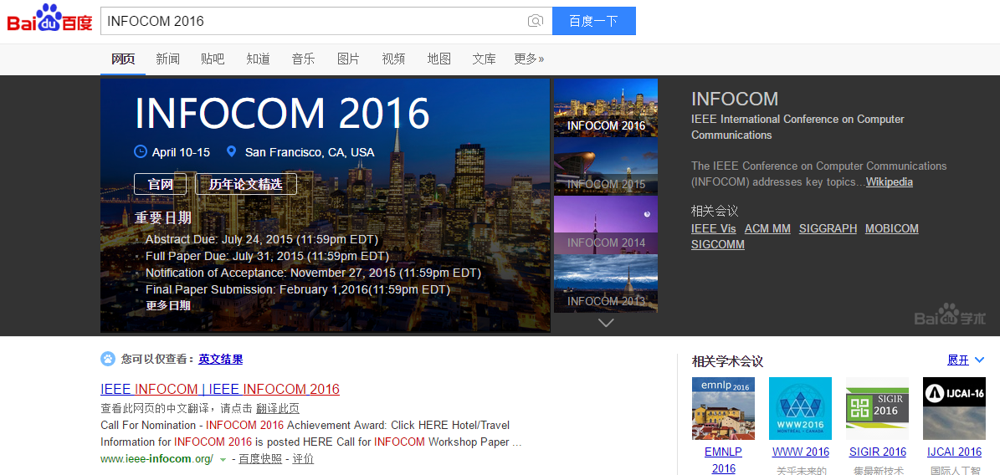 Bai du 百度
INFOCOM 2016
百度一下
网页 新闻 贴吧 知道 音乐 图片 视频 地图 文库 更多»
INFOCOM 2016
April 10-15 San Francisco, CA, USA
官网 历年论文精选
重要日期
Abstract Due: July 24, 2015 (11:59pm EDT)
Full Paper Due: July 31, 2015 (11:59pm EDT)
Notification of Acceptance: November 27, 2015 (11:59pm EDT)
Final Paper Submission: February 1,2016(11:59pm EDT)
更多日期
INFOCOM 2016
INFOCOM 2015
INFOCOM 2014
INFOCOM 2013
INFOCOM
IEEE International Conference on Computer
Communications
The IEEE Conference on Computer Communications
(INFOCOM) addresses key topics...Wikipedia
相关会议
IEEE Vis ACM MM SIGGRAPH MOBICOM
SIGCOMM
Bai du 学术
您可以仅查看：英文结果
IEEE INFOCOM | IEEE INFOCOM 2016
查看此网页的中文翻译，请点击 翻译此页
Call For Nomination - INFOCOM 2016 Achievement Award: Click HERE Hotel/Travel
Information for INFOCOM 2016 is posted HERE Call for INFOCOM Workshop Paper ...
www.ieee-infocom.org/ - 百度快照 - 评价
相关学术会议 展开
emnlp 2016
WWW2016
MONTREAL • CANADA
SIGIR
2016
IJCAI-16
EMNLP
2016
WWW 2016
SIGIR 2016
IJCAI 2016
关乎未来的
集最新技术
国际人工智